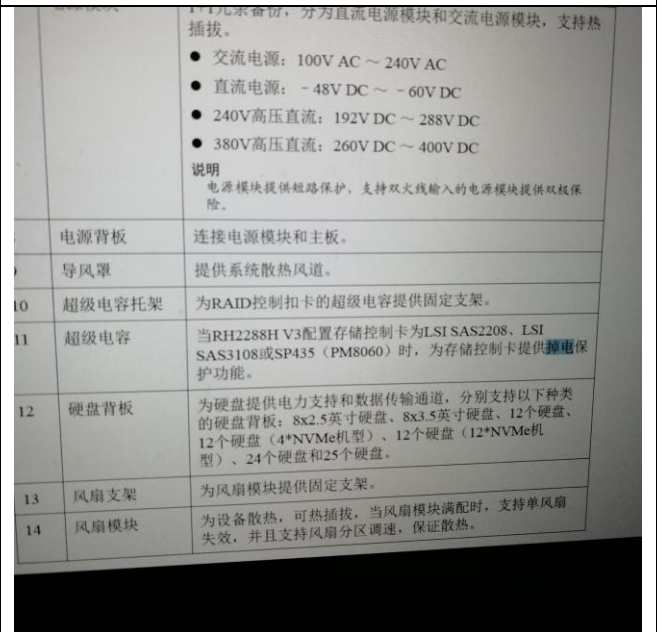 电源模块
1+1冗余备份，分为直流电源模块和交流电源模块，支持热
插拔。
● 交流电源：100V AC ～ 240V AC
● 直流电源：﹣48V DC ～ ﹣60V DC
● 240V高压直流：192V DC ～ 288V DC
● 380V高压直流：260V DC ～ 400V DC
说明
电源模块提供短路保护，支持双火线输入的电源模块提供双极保
险。
电源背板
连接电源模块和主板。
导风罩
提供系统散热风道。
10
超级电容托架
为RAID控制扣卡的超级电容提供固定支架。
11
超级电容
当RH2288H V3配置存储控制卡为LSI SAS2208、LSI
SAS3108或SP435（PM8060）时，为存储控制卡提供掉电保
护功能。
12
硬盘背板
为硬盘提供电力支持和数据传输通道，分别支持以下种类
的硬盘背板：8x2.5英寸硬盘、8x3.5英寸硬盘、12个硬盘、
12个硬盘（4*NVMe机型）、12个硬盘（12*NVMe机
型）、24个硬盘和25个硬盘。
13
风扇支架
为风扇模块提供固定支架。
14
风扇模块
为设备散热，可热插拔，当风扇模块满配时，支持单风扇
失效，并且支持风扇分区调速，保证散热。